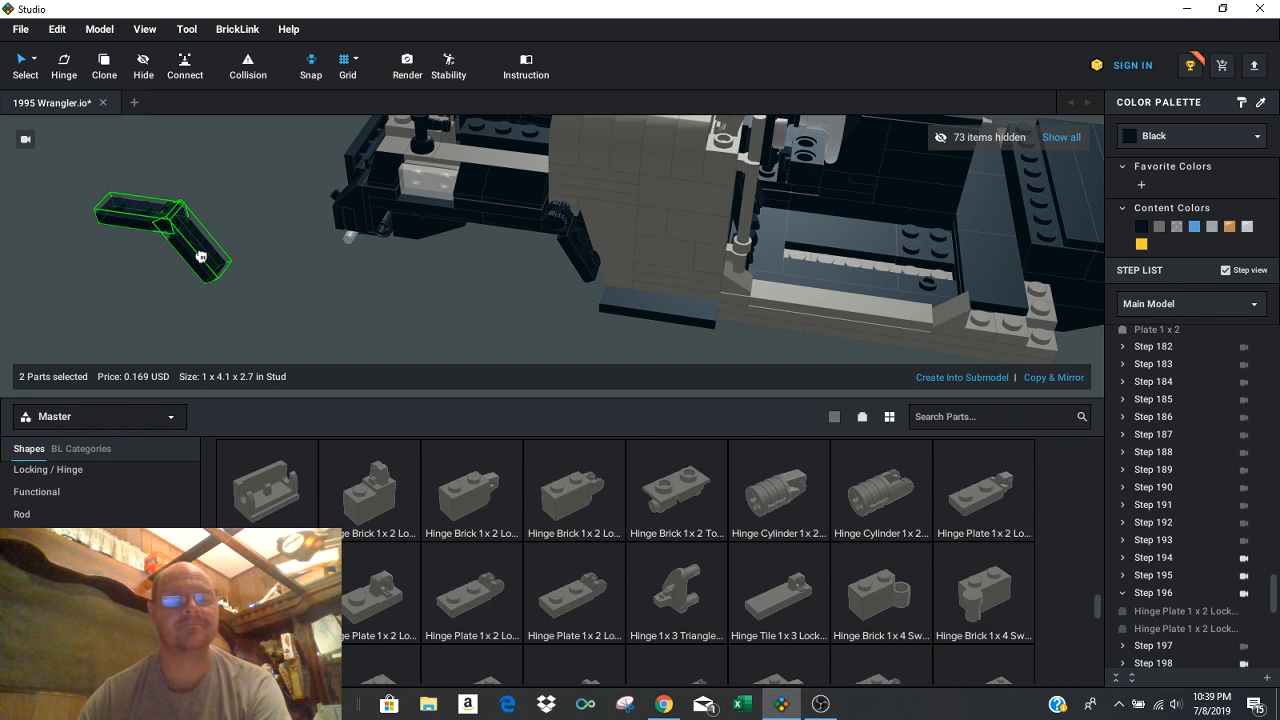 Studio
File Edit Model View Tool BrickLink Help
Select Hinge Clone Hide Connect Collision Snap Grid Render Stability Instruction
SIGN IN
1995 Wrangler.io*
73 items hidden Show all
2 Parts selected Price: 0.169 USD Size: 1 x 4.1 x 2.7 in Stud
Create Into Submodel | Copy & Mirror
Master
Search Parts...
Shapes BL Categories
Locking / Hinge
Functional
Rod
ge Brick 1 x 2 Lo... Hinge Brick 1 x 2 Lo... Hinge Brick 1 x 2 Lo... Hinge Brick 1 x 2 To... Hinge Cylinder 1 x 2... Hinge Cylinder 1 x 2... Hinge Plate 1 x 2 Lo...
ge Plate 1 x 2 Lo... Hinge Plate 1 x 2 Lo... Hinge Plate 1 x 2 Lo... Hinge 1 x 3 Triangle... Hinge Tile 1 x 3 Lock... Hinge Brick 1 x 4 Sw... Hinge Brick 1 x 4 Sw...
COLOR PALETTE
Black
Favorite Colors
Content Colors
STEP LIST Step view
Main Model
Plate 1 x 2
Step 182
Step 183
Step 184
Step 185
Step 186
Step 187
Step 188
Step 189
Step 190
Step 191
Step 192
Step 193
Step 194
Step 195
Step 196
Hinge Plate 1 x 2 Lock...
Hinge Plate 1 x 2 Lock...
Step 197
Step 198
10:39 PM
7/8/2019
15